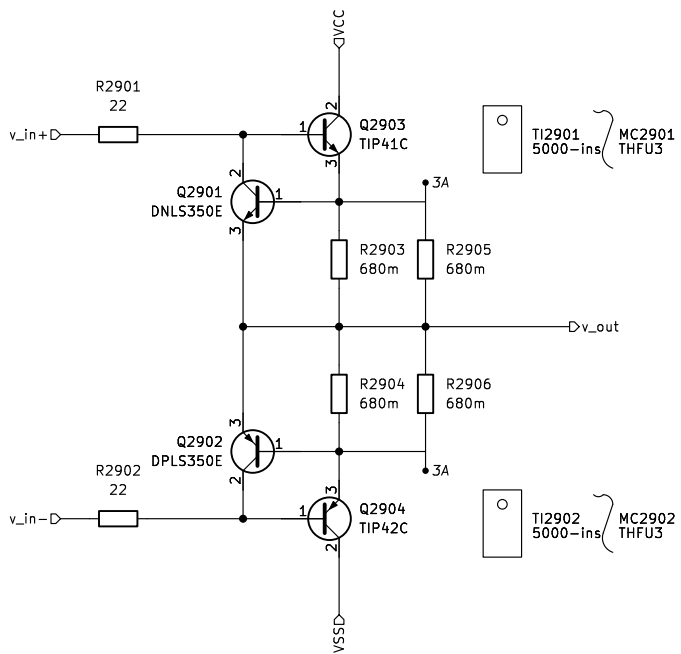 VCC
R2901
22
v_in+
1
2
3
Q2903
TIP41C
TI2901
5000-ins
MC2901
THFU3
Q2901
DNLS350E
2
1
3
3A
R2903
680m
R2905
680m
v_out
R2904
680m
R2906
680m
Q2902
DPLS350E
3
1
2
3A
R2902
22
v_in-
1
3
2
Q2904
TIP42C
TI2902
5000-ins
MC2902
THFU3
VSS